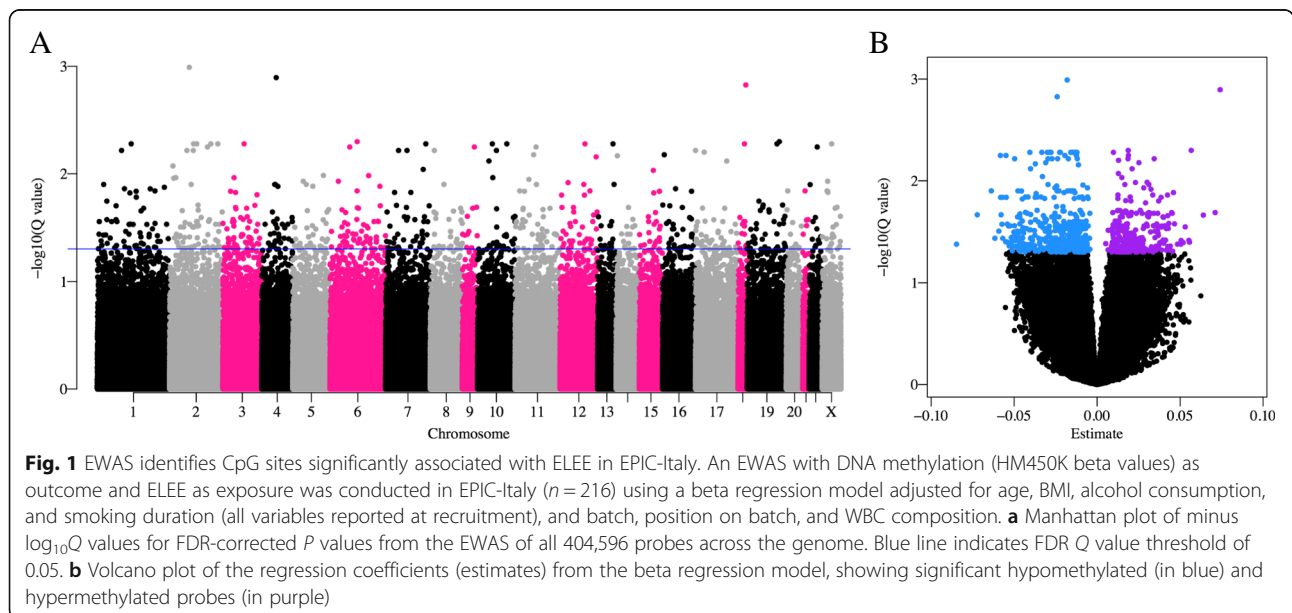 A
3
2
1
0
−log10(Q value)
1 2 3 4 5 6 7 8 9 10 11 12 13 15 16 17 19 20 X
Chromosome
B
3
2
1
0
−log10(Q value)
−0.10 −0.05 0.00 0.05 0.10
Estimate
Fig. 1 EWAS identifies CpG sites significantly associated with ELEE in EPIC-Italy. An EWAS with DNA methylation (HM450K beta values) as
outcome and ELEE as exposure was conducted in EPIC-Italy (n = 216) using a beta regression model adjusted for age, BMI, alcohol consumption,
and smoking duration (all variables reported at recruitment), and batch, position on batch, and WBC composition. a Manhattan plot of minus
log10Q values for FDR-corrected P values from the EWAS of all 404,596 probes across the genome. Blue line indicates FDR Q value threshold of
0.05. b Volcano plot of the regression coefficients (estimates) from the beta regression model, showing significant hypomethylated (in blue) and
hypermethylated probes (in purple)